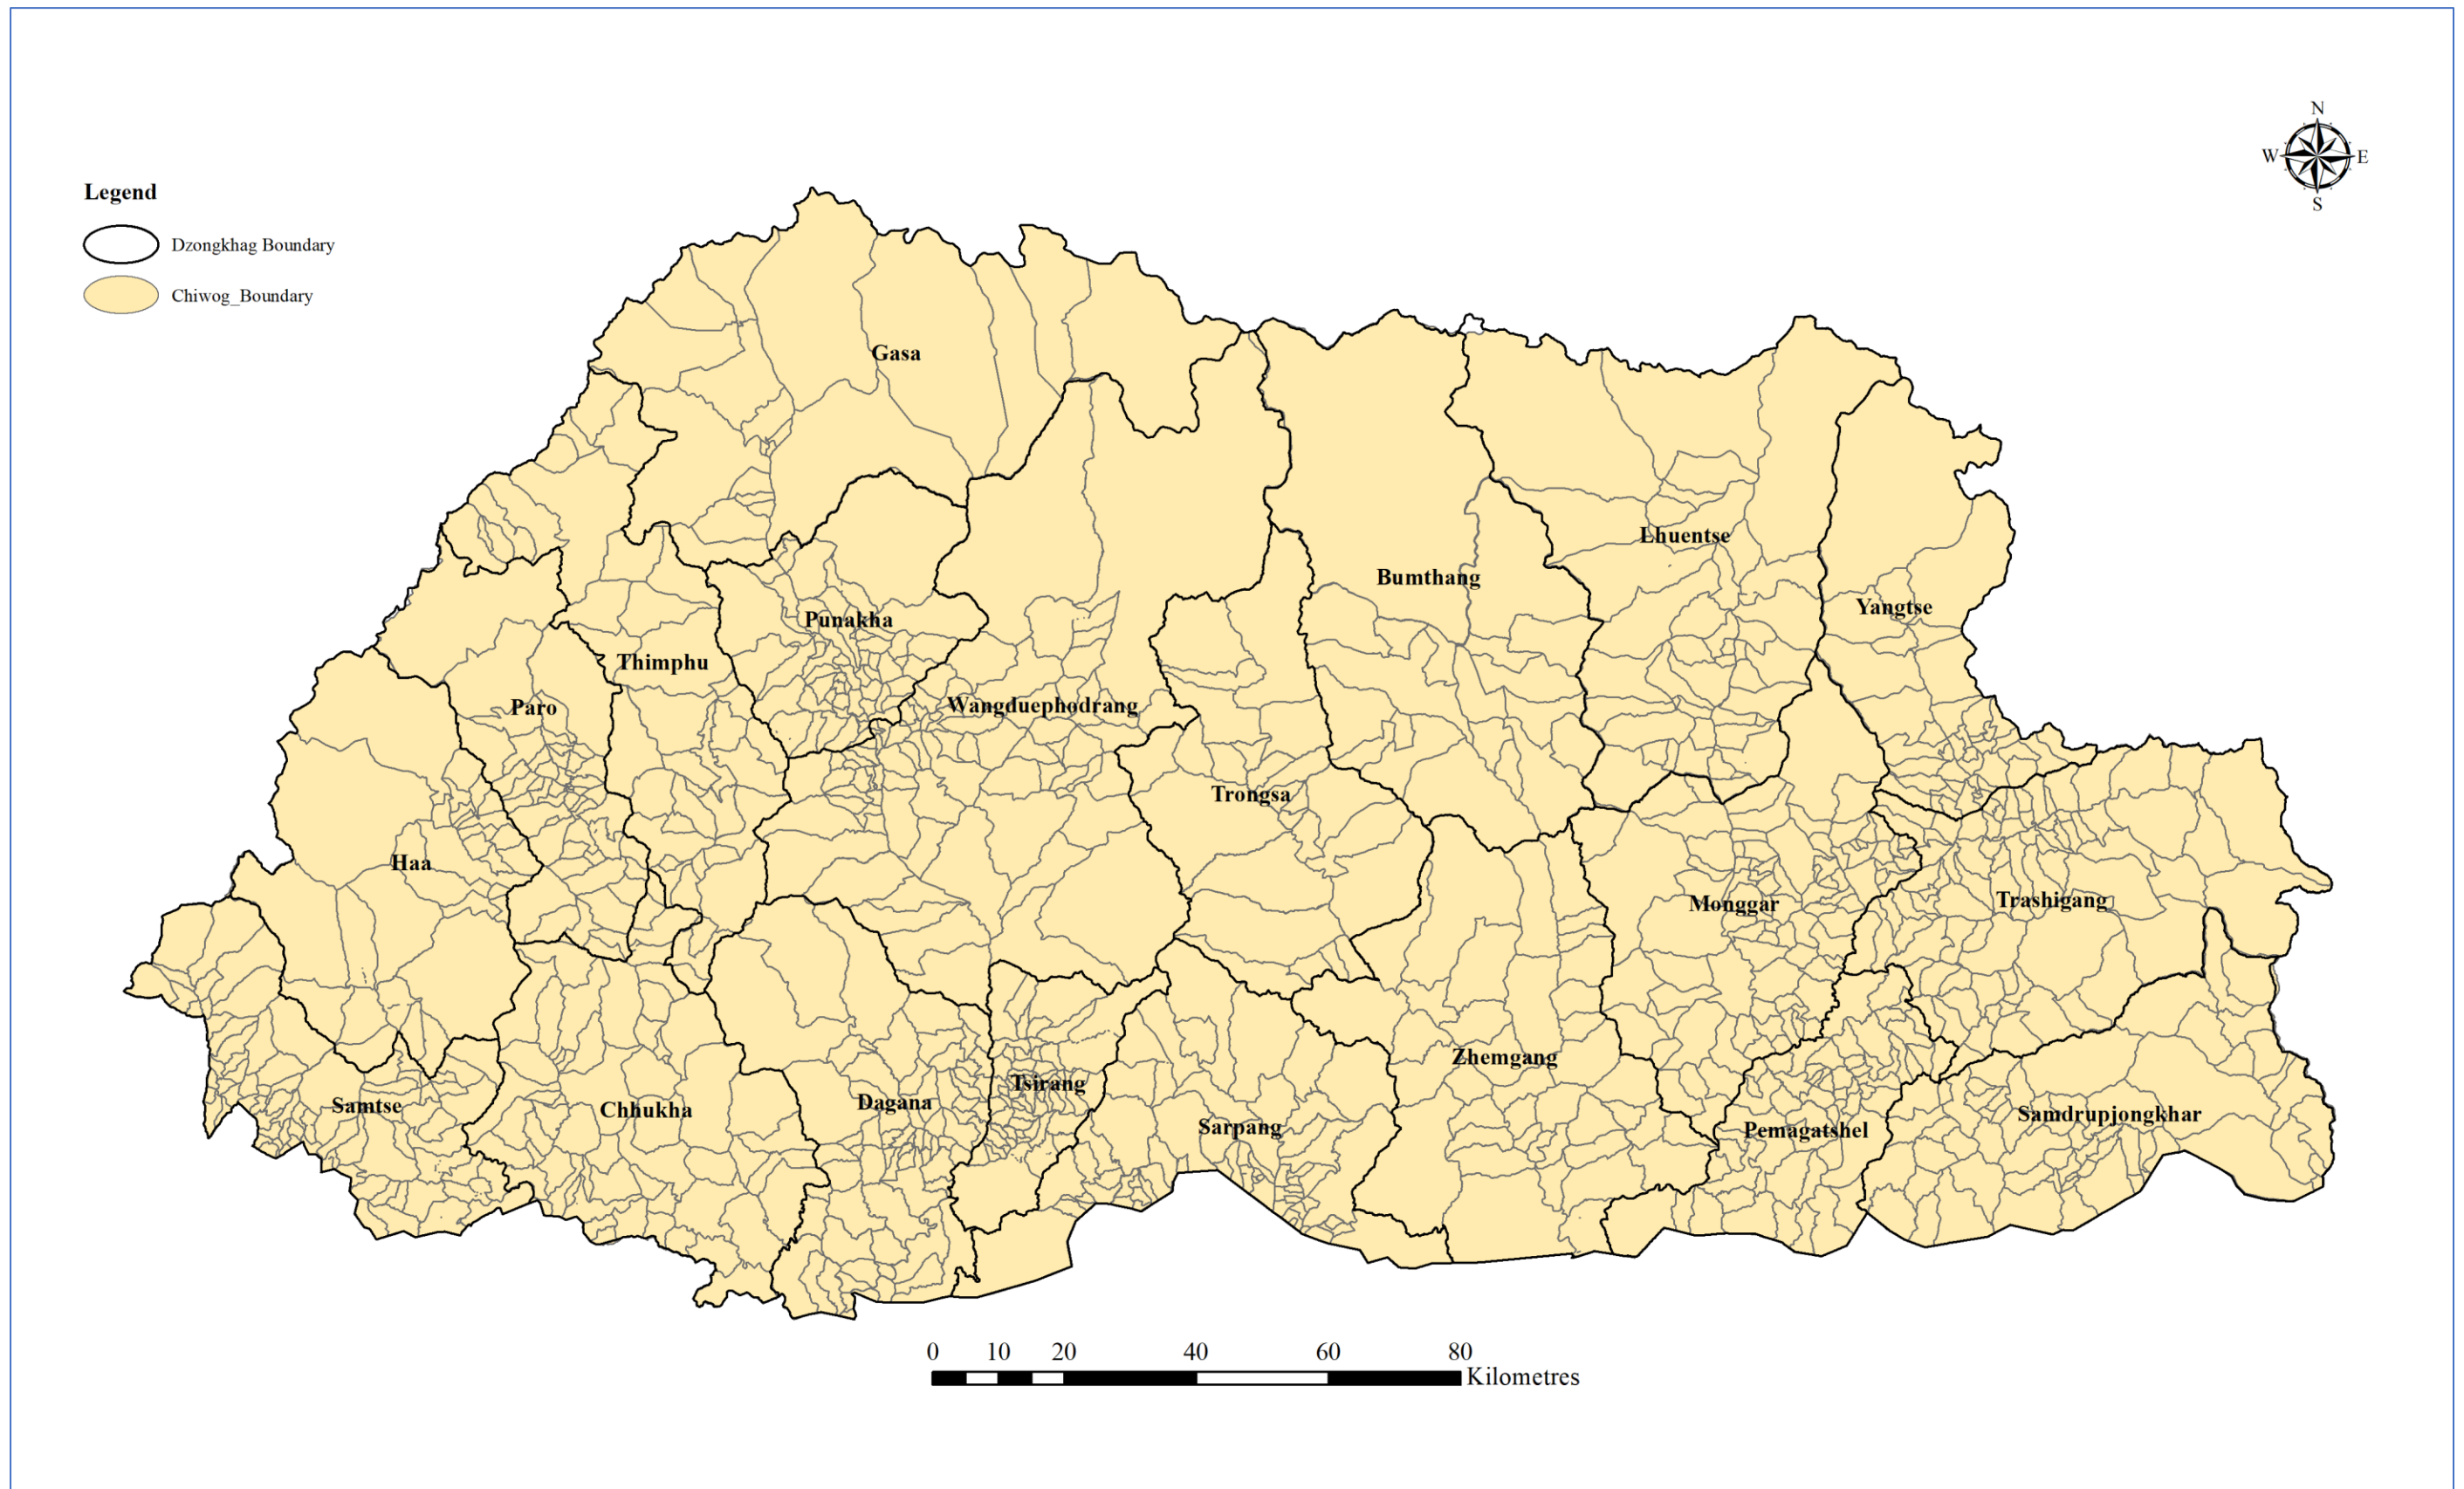 N
W E
S
Legend
Dzongkhag Boundary
Chiwog_Boundary
Gasa
Lhuentse
Bumthang
Yangtse
Punakha
Thimphu
Wangduephodrang
Paro
Trongsa
Haa
Trashigang
Monggar
Zhemgang
Tsirang
Dagana
Samtse
Chhukha
Samdrupjongkhar
Sarpang
Pemagatshel
0 10 20 40 60 80
Kilometres